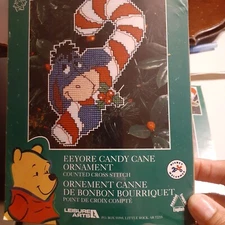 EEYORE CANDY CANE
ORNAMENT
COUNTED CROSS STITCH
ORNEMENT CANNE
DE BONBON BOURRIQUET
POINT DE CROIX COMPTÉ
LEISURE
ARTS